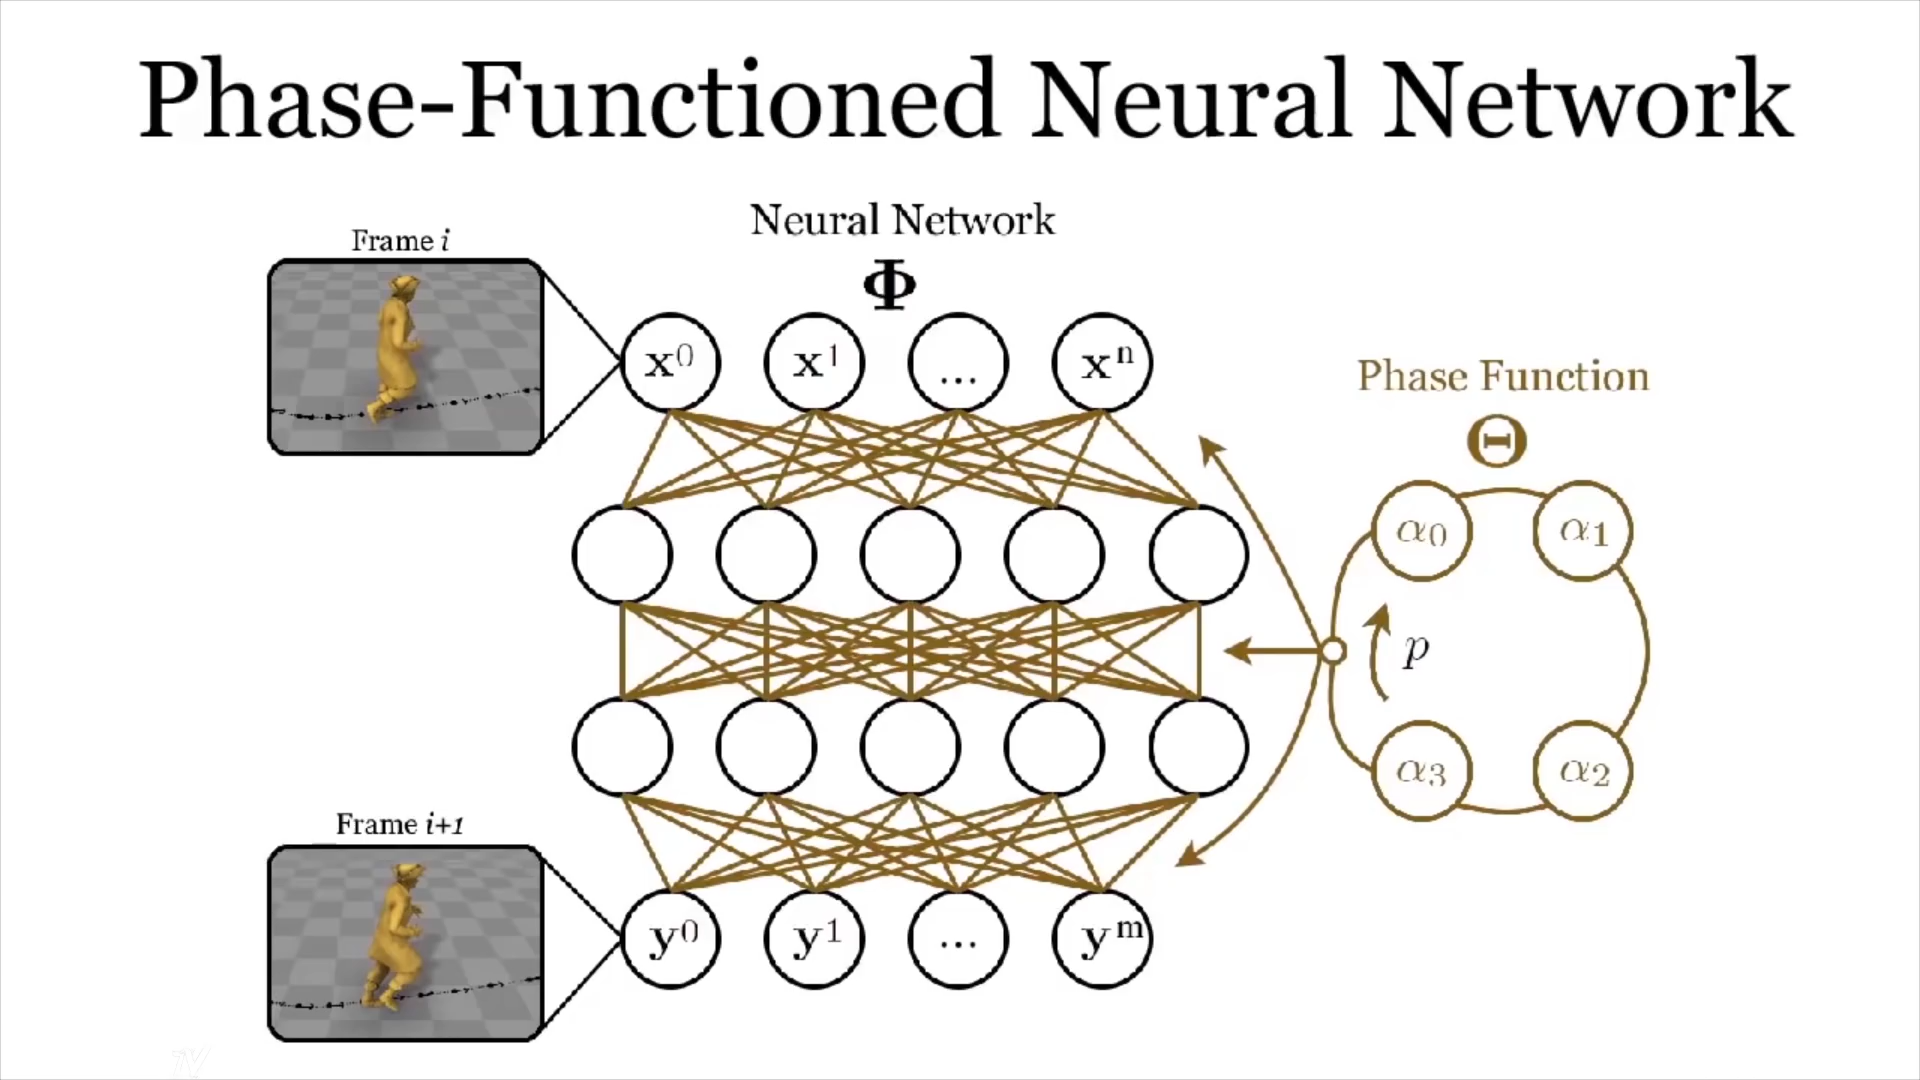 Phase-Functioned Neural Network
Neural Network
Φ
Frame i
x⁰ x¹ ... xⁿ
Phase Function
Θ
α₀ α₁
p
α₃ α₂
Frame i+1
y⁰ y¹ ... yᵐ